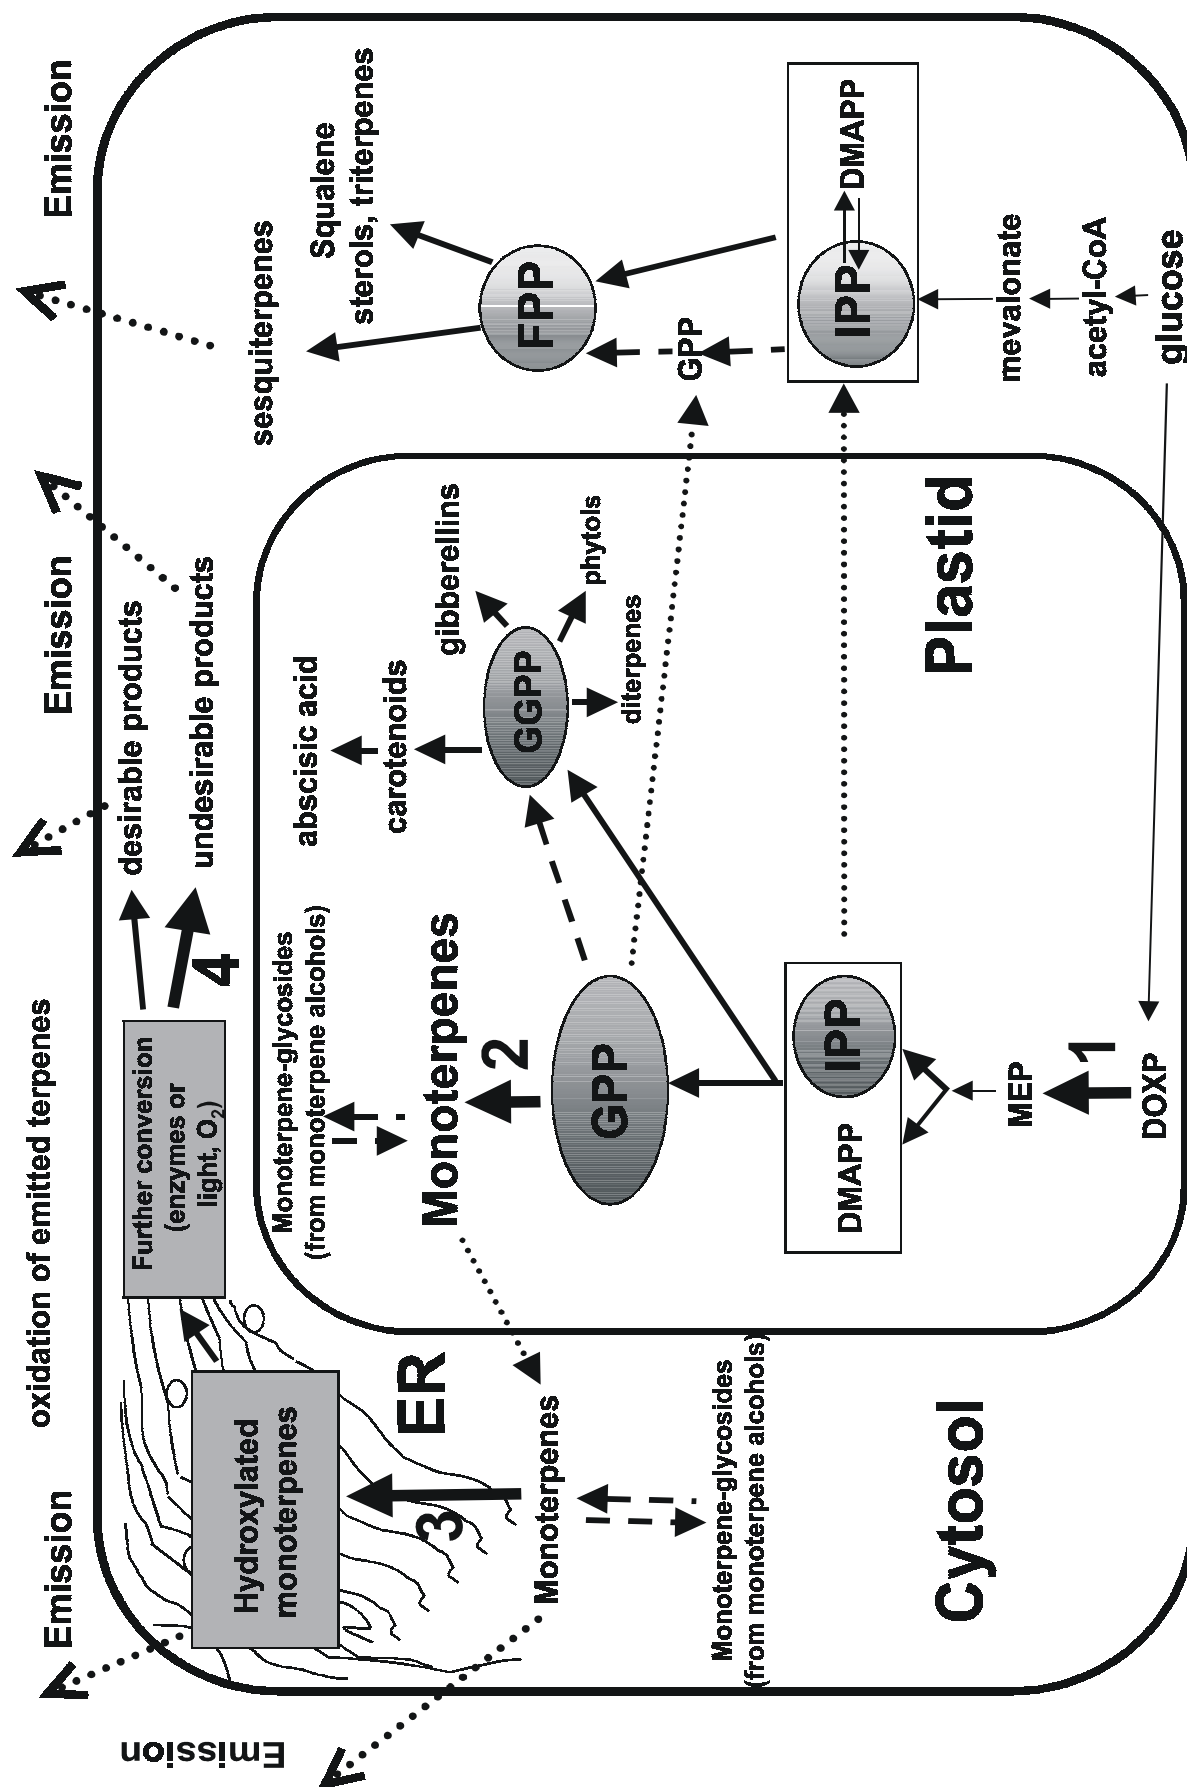 Emission
oxidation of emitted terpenes
Emission
Emission
Emission
Hydroxylated
monoterpenes
Further conversion
(enzymes or
light, O₂)
4
desirable products
undesirable products
sesquiterpenes
Squalene
sterols, triterpenes
ER
3
Monoterpenes
Monoterpene-glycosides
(from monoterpene alcohols)
Cytosol
Monoterpene-glycosides
(from monoterpene alcohols)
Monoterpenes
2
GPP
abscisic acid
carotenoids
GGPP
gibberellins
phytols
diterpenes
FPP
GPP
DMAPP
IPP
IPP
DMAPP
MEP
1
DOXP
Plastid
mevalonate
acetyl-CoA
glucose